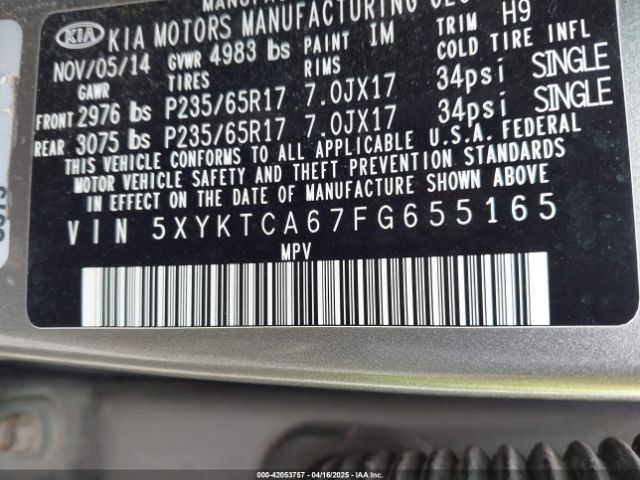 MANUFACTU
KIA KIA MOTORS MANUFACTURING GEO
NOV/05/14 GVWR 4983 lbs PAINT IM TRIM H9
GAWR TIRES RIMS COLD TIRE INFL
FRONT 2976 lbs P235/65R17 7.0JX17 34psi SINGLE
REAR 3075 lbs P235/65R17 7.0JX17 34psi SINGLE
THIS VEHICLE CONFORMS TO ALL APPLICABLE U.S.A. FEDERAL
MOTOR VEHICLE SAFETY AND THEFT PREVENTION STANDARDS
IN EFFECT ON THE DATE OF MANUFACTURE SHOWN ABOVE
VIN 5XYKTCA67FG655165
MPV
000-42053757 - 04/16/2025 - IAA Inc.